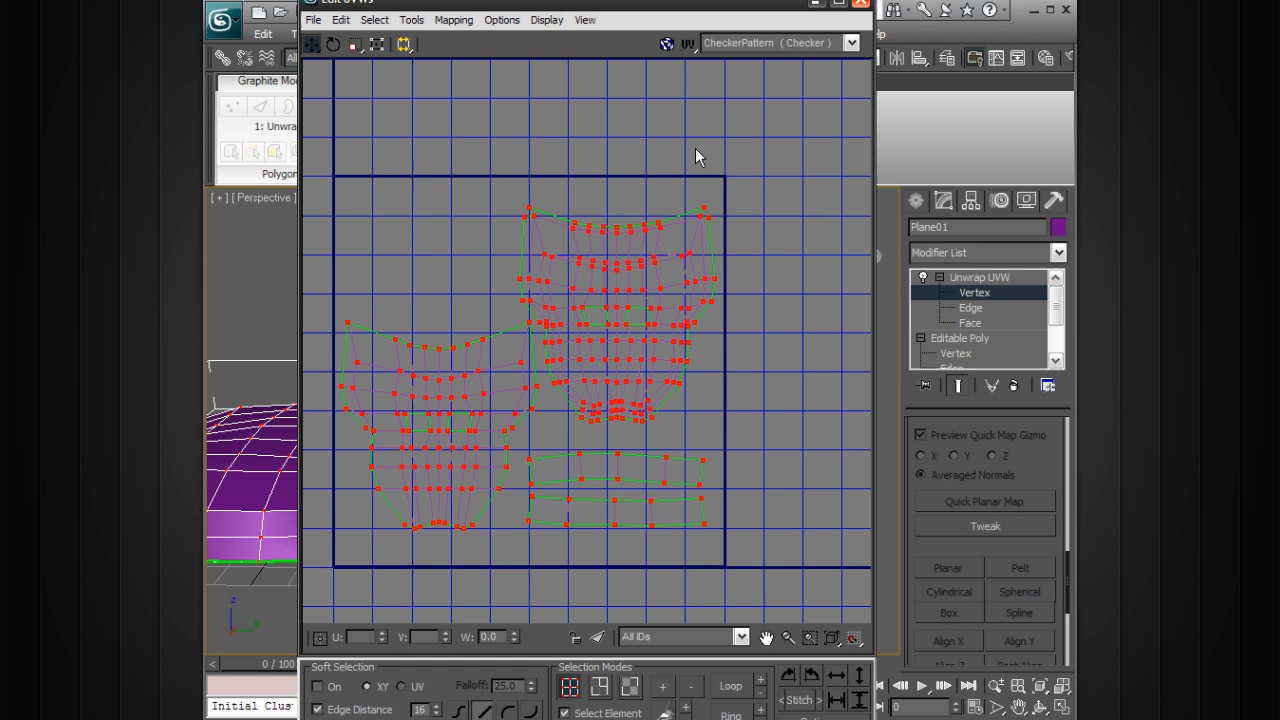 Edit UVWs
File Edit Select Tools Mapping Options Display View
Edit
UV
CheckerPattern ( Checker )
Graphite Mo
1: Unwra
Polygon
[ + ] [ Perspective ]
Plane01
Modifier List
Unwrap UVW
Vertex
Edge
Face
Editable Poly
Vertex
Preview Quick Map Gizmo
X Y Z
Averaged Normals
Quick Planar Map
Tweak
Planar Pelt
Cylindrical Spherical
Box Spline
Align X Align Y
z
y
U: V: W: 0.0 All IDs
< 0 / 100
Soft Selection Selection Modes
On XY UV Falloff: 25.0 + - Loop + <Stitch>
Edge Distance 16 Select Element Ring
Initial Clus
0